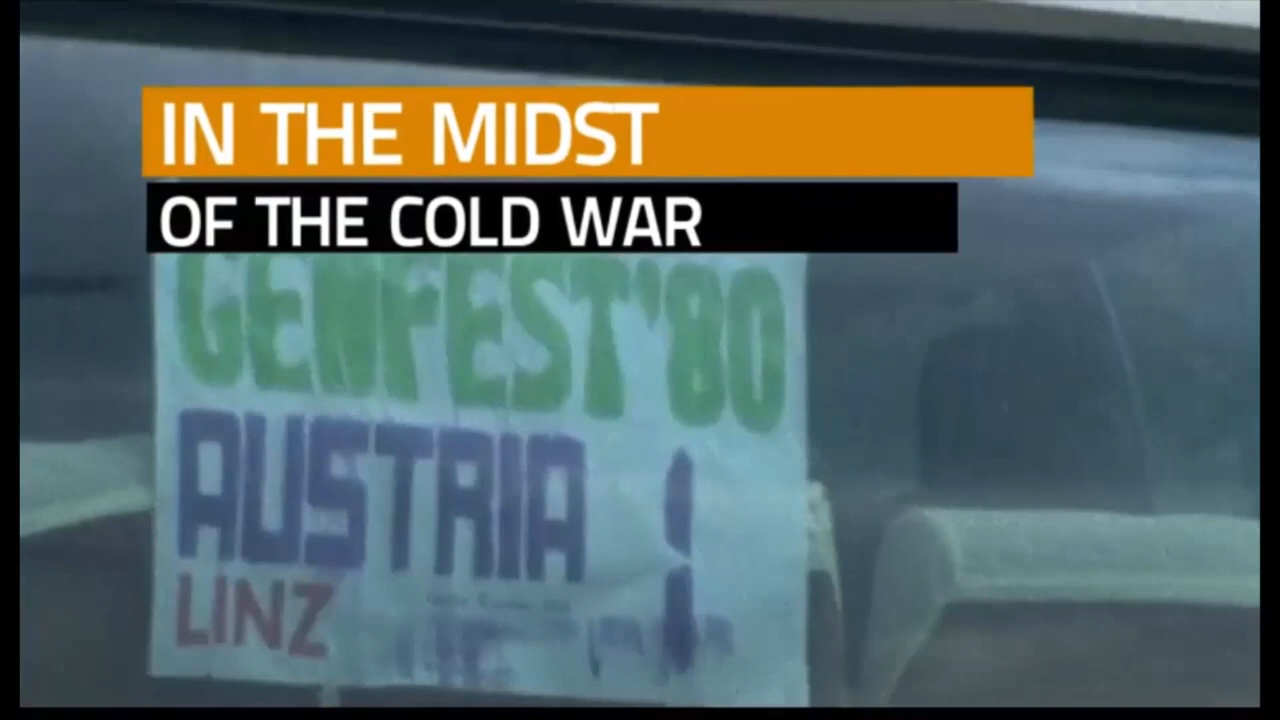 IN THE MIDST
OF THE COLD WAR
GENFEST'80
AUSTRIA
LINZ